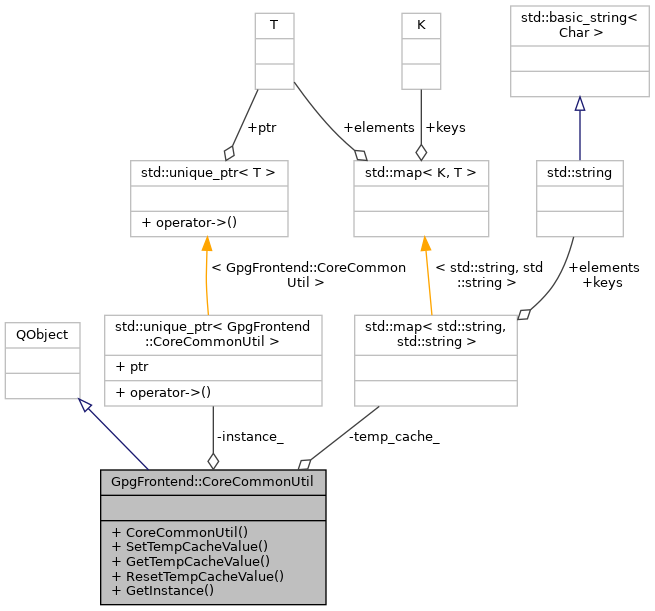 T
K
std::basic_string<
Char >
+ptr
+elements
+keys
std::unique_ptr< T >
+ operator->()
std::map< K, T >
std::string
< GpgFrontend::CoreCommon
Util >
< std::string, std
::string >
+elements
+keys
QObject
std::unique_ptr< GpgFrontend
::CoreCommonUtil >
+ ptr
+ operator->()
std::map< std::string,
std::string >
-instance_
-temp_cache_
GpgFrontend::CoreCommonUtil
+ CoreCommonUtil()
+ SetTempCacheValue()
+ GetTempCacheValue()
+ ResetTempCacheValue()
+ GetInstance()